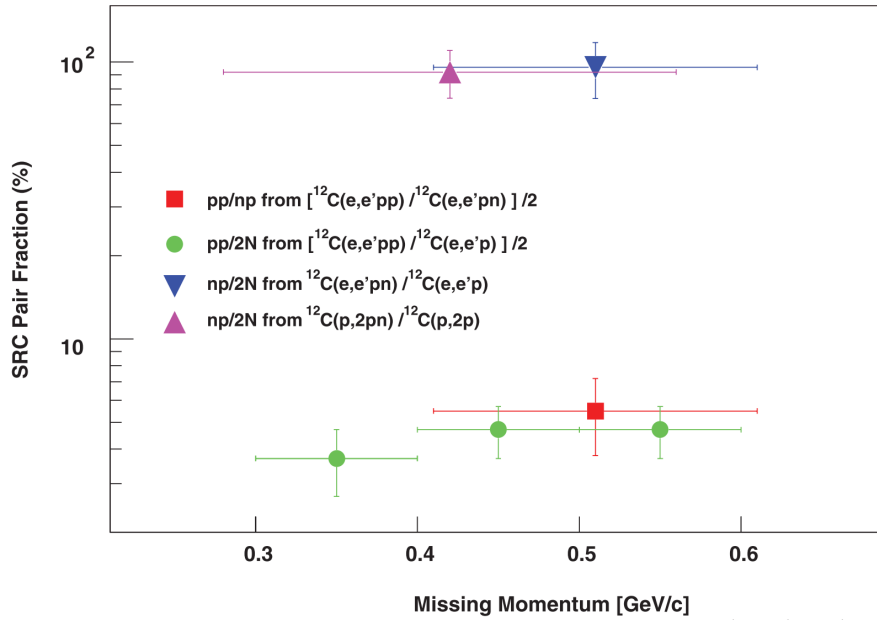 SRC Pair Fraction (%)
10²
10
pp/np from [¹²C(e,e'pp) /¹²C(e,e'pn) ] /2
pp/2N from [¹²C(e,e'pp) /¹²C(e,e'p) ] /2
np/2N from ¹²C(e,e'pn) /¹²C(e,e'p)
np/2N from ¹²C(p,2pn) /¹²C(p,2p)
0.3 0.4 0.5 0.6
Missing Momentum [GeV/c]